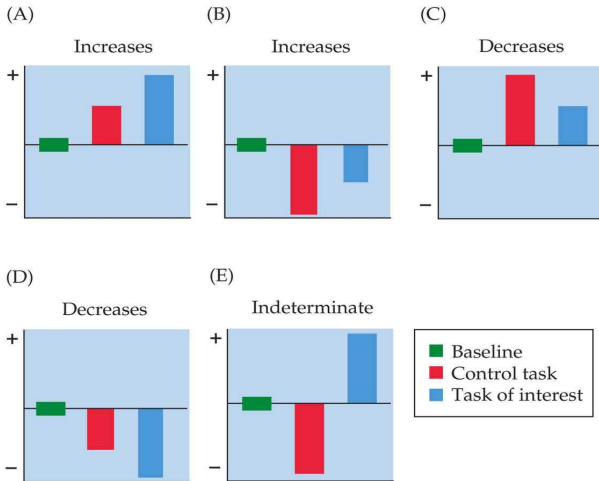 (A)
Increases
+
−
(B)
Increases
+
−
(C)
Decreases
+
−
(D)
Decreases
+
−
(E)
Indeterminate
+
−
Baseline
Control task
Task of interest